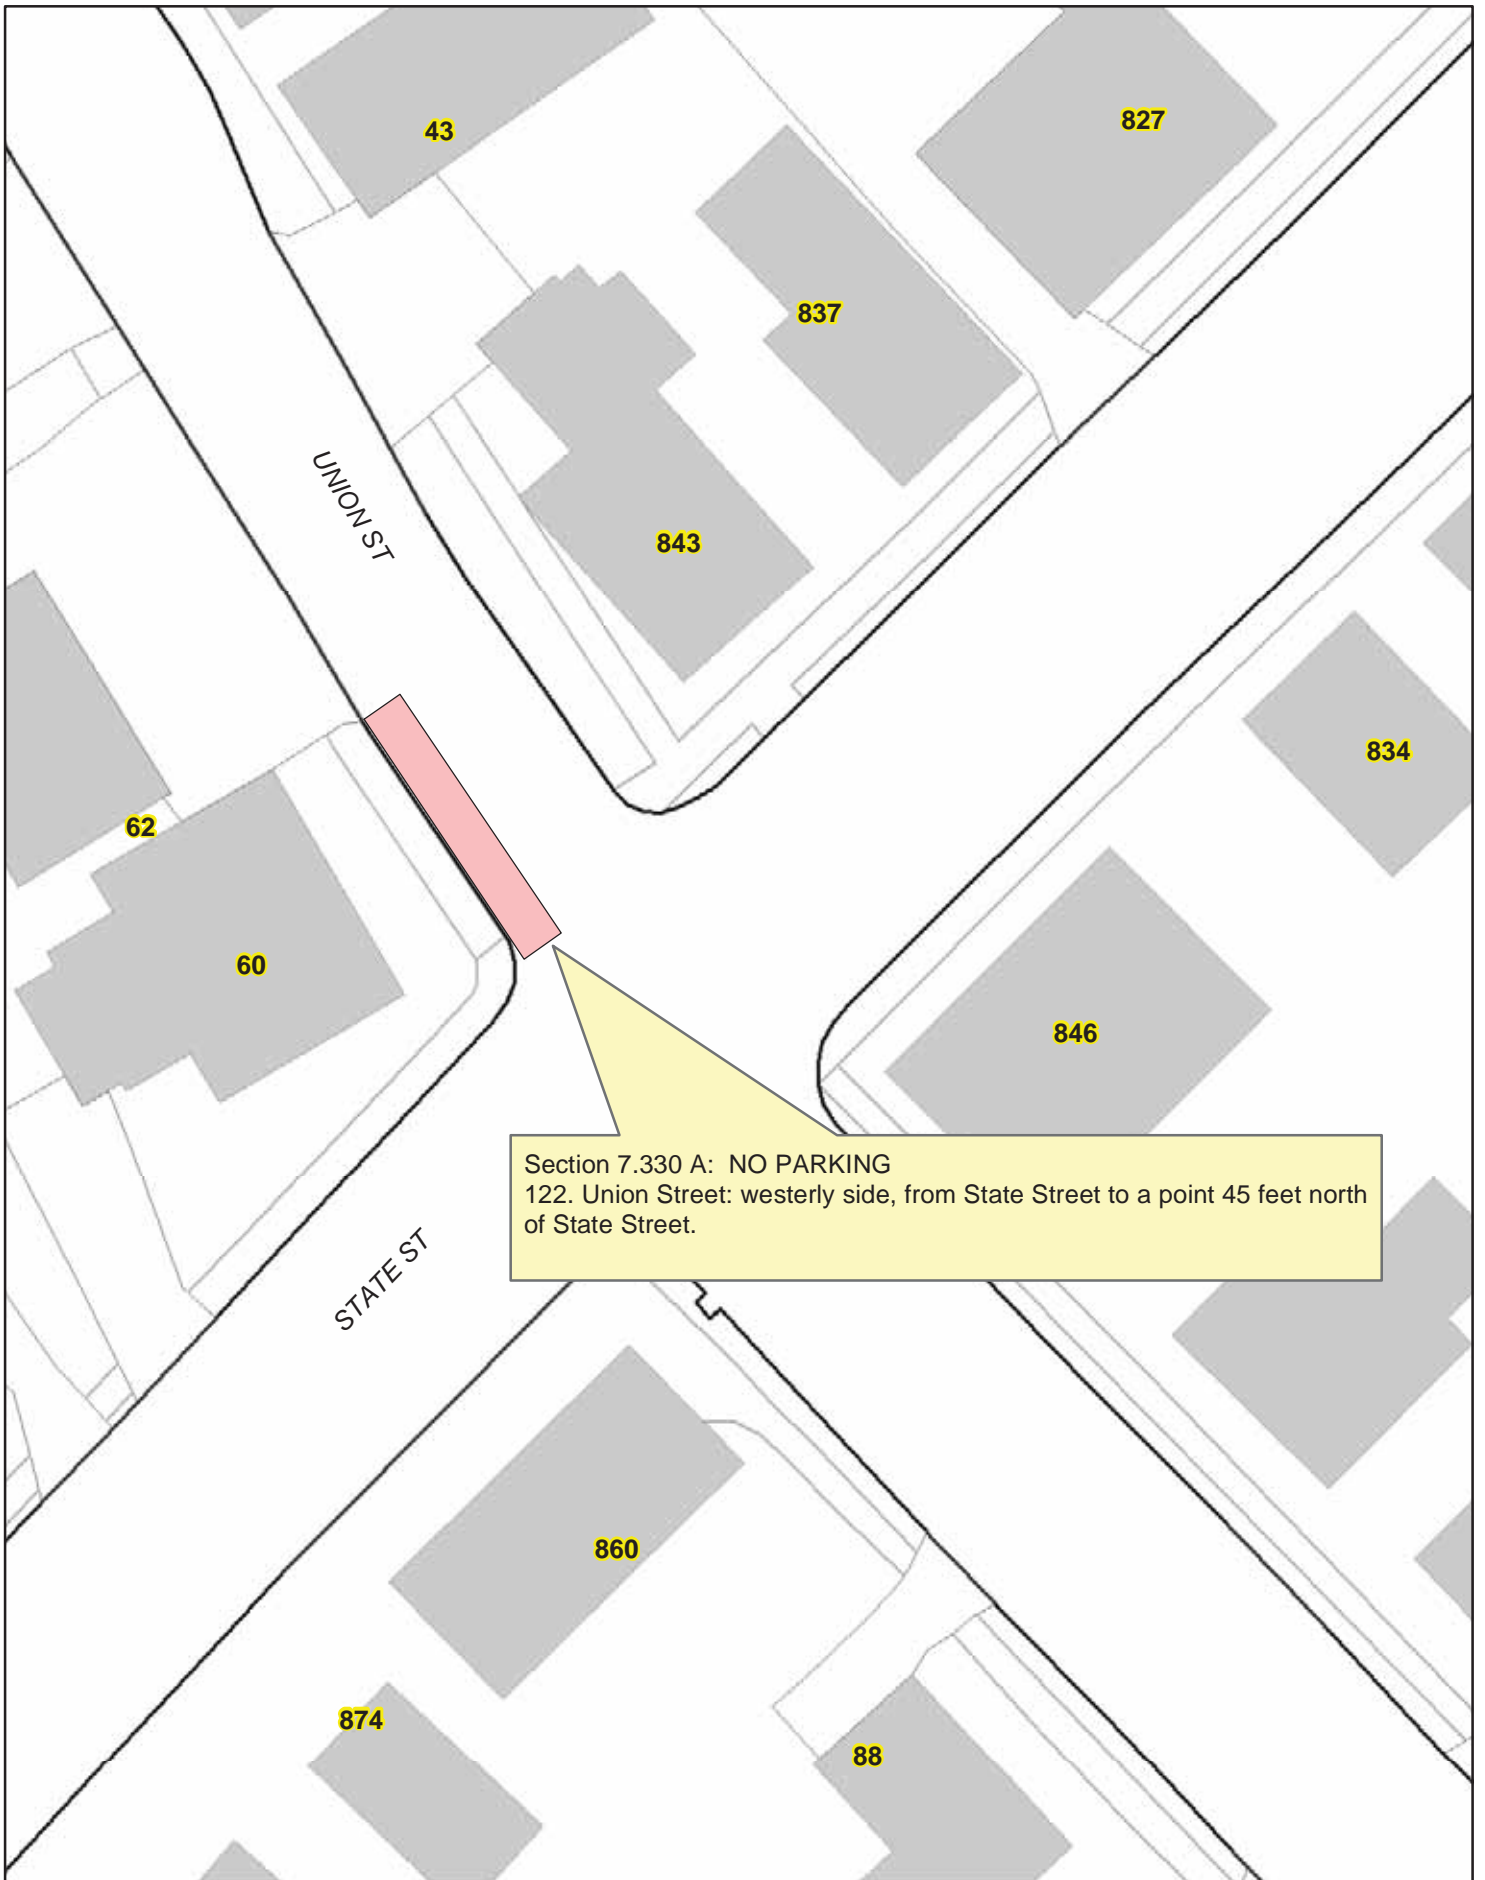 43
827
837
UNION ST
843
834
62
60
846
Section 7.330 A:  NO PARKING
122. Union Street: westerly side, from State Street to a point 45 feet north
of State Street.
STATE ST
860
874
88